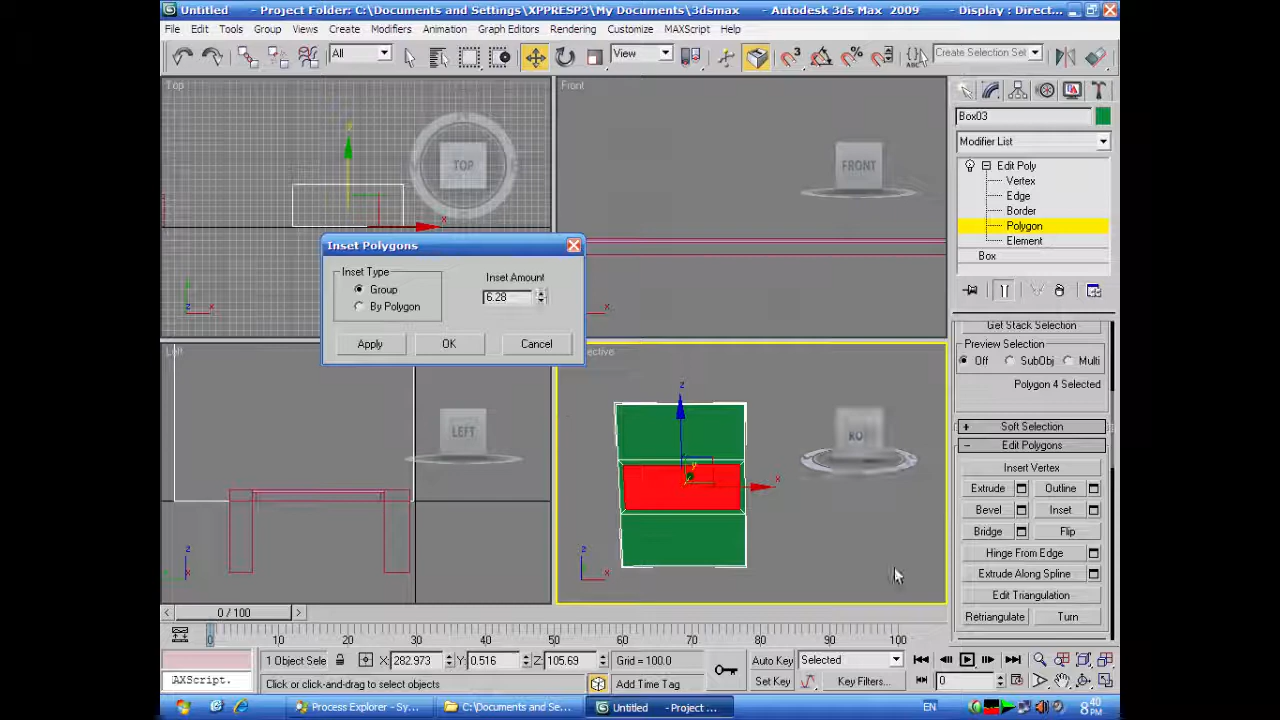 Untitled - Project Folder: C:\Documents and Settings\XPPRESP3\My Documents\3dsmax - Autodesk 3ds Max 2009 - Display : Direct...
File Edit Tools Group Views Create Modifiers Animation Graph Editors Rendering Customize MAXScript Help
All View 3 Create Selection Set
Top Front
TOP FRONT
y x
z x
Box03
Modifier List
Edit Poly
Vertex
Edge
Border
Polygon
Element
Box
Inset Polygons
Inset Type
Group
By Polygon
Inset Amount
6.28
Apply OK Cancel
Left
LEFT
z x
Get Stack Selection
Preview Selection
Off SubObj Multi
Polygon 4 Selected
+ Soft Selection
- Edit Polygons
Insert Vertex
Extrude Outline
Bevel Inset
Bridge Flip
Hinge From Edge
Extrude Along Spline
Edit Triangulation
Retriangulate Turn
0 / 100
0 10 20 30 40 50 60 70 80 90 100
1 Object Sele X: 282.973 Y: 0.516 Z: 105.69 Grid = 100.0 Auto Key Selected
AXScript. Click or click-and-drag to select objects Add Time Tag Set Key Key Filters... 0
Process Explorer - Sy... C:\Documents and Se... Untitled - Project ... EN 8:40 PM